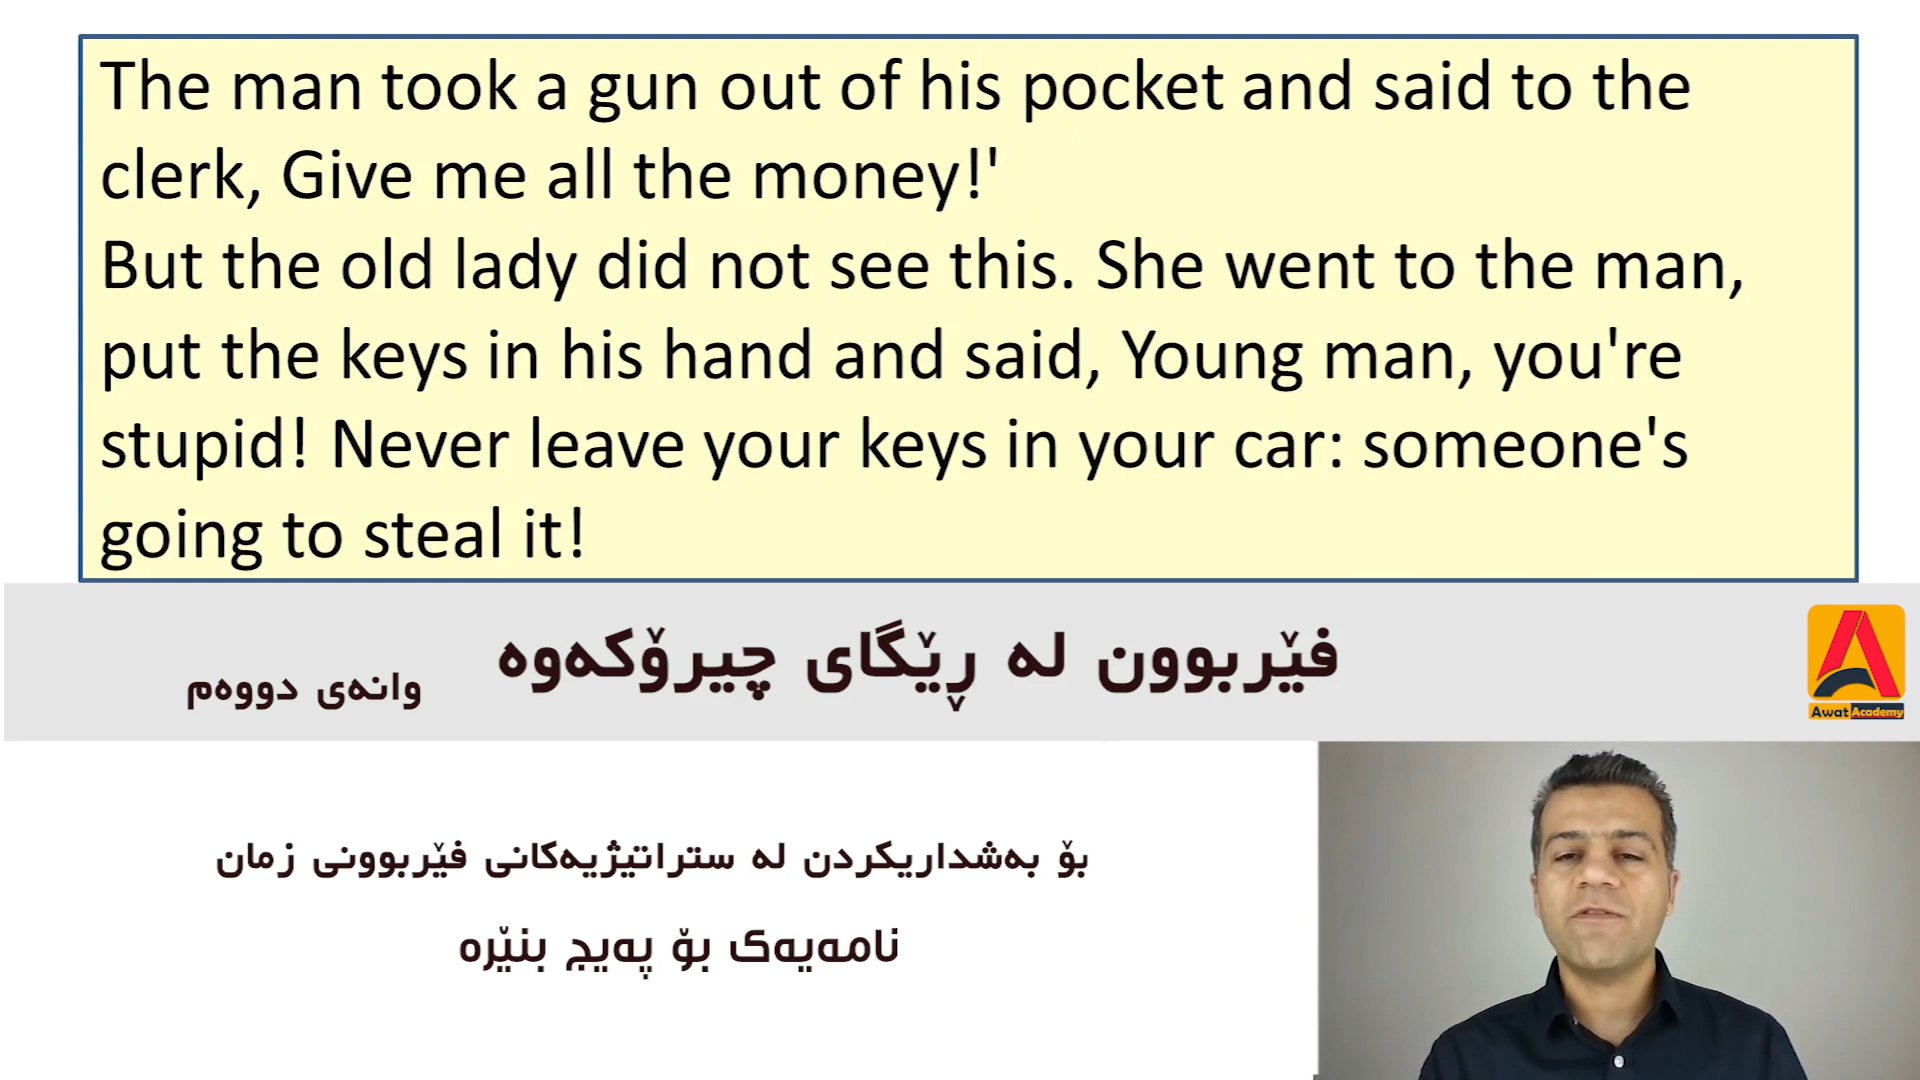 The man took a gun out of his pocket and said to the
clerk, Give me all the money!'
But the old lady did not see this. She went to the man,
put the keys in his hand and said, Young man, you're
stupid! Never leave your keys in your car: someone's
going to steal it!
فێربوون لە ڕێگای چیرۆکەوە
وانەی دووەم
Awat Academy
بۆ بەشداریکردن لە ستراتیژیەکانی فێربوونی زمان
نامەیەک بۆ پەیج بنێرە